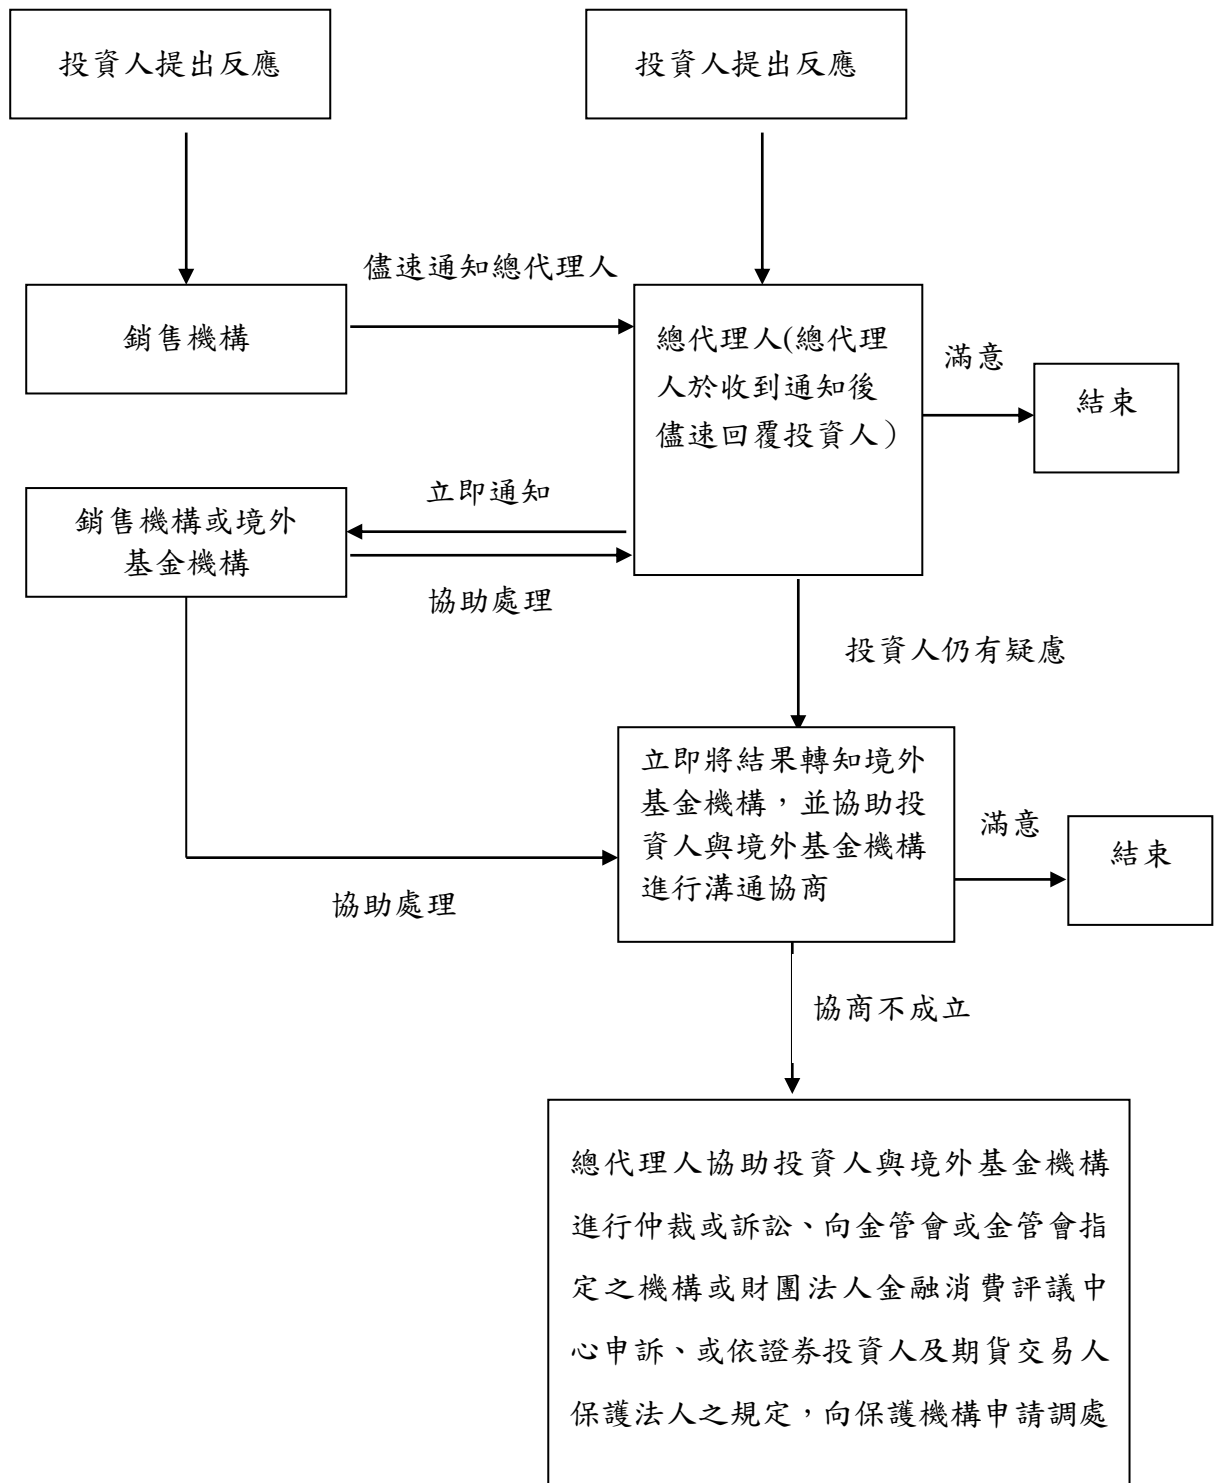 投資人提出反應
投資人提出反應
儘速通知總代理人
銷售機構
總代理人(總代理
人於收到通知後
儘速回覆投資人）
滿意
結束
立即通知
銷售機構或境外
基金機構
協助處理
投資人仍有疑慮
立即將結果轉知境外
基金機構，並協助投
資人與境外基金機構
進行溝通協商
滿意
結束
協助處理
協商不成立
總代理人協助投資人與境外基金機構
進行仲裁或訴訟、向金管會或金管會指
定之機構或財團法人金融消費評議中
心申訴、或依證券投資人及期貨交易人
保護法人之規定，向保護機構申請調處